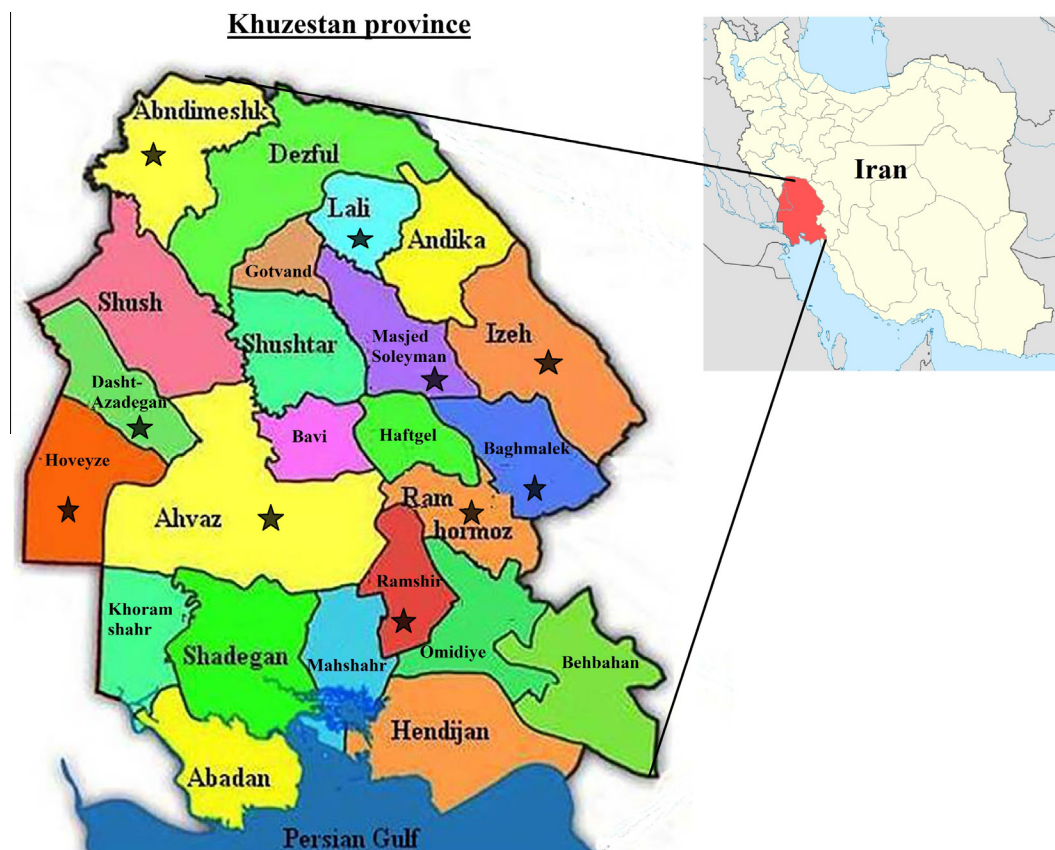 Khuzestan province
Abndimeshk
Dezful
Lali
Andika
Gotvand
Shush
Shushtar
Masjed
Soleyman
Izeh
Dasht-
Azadegan
Hoveyze
Bavi
Haftgel
Baghmalek
Ahvaz
Ram
hormoz
Ramshir
Khoram
shahr
Shadegan
Mahshahr
Omidiye
Behbahan
Hendijan
Abadan
Persian Gulf
Iran